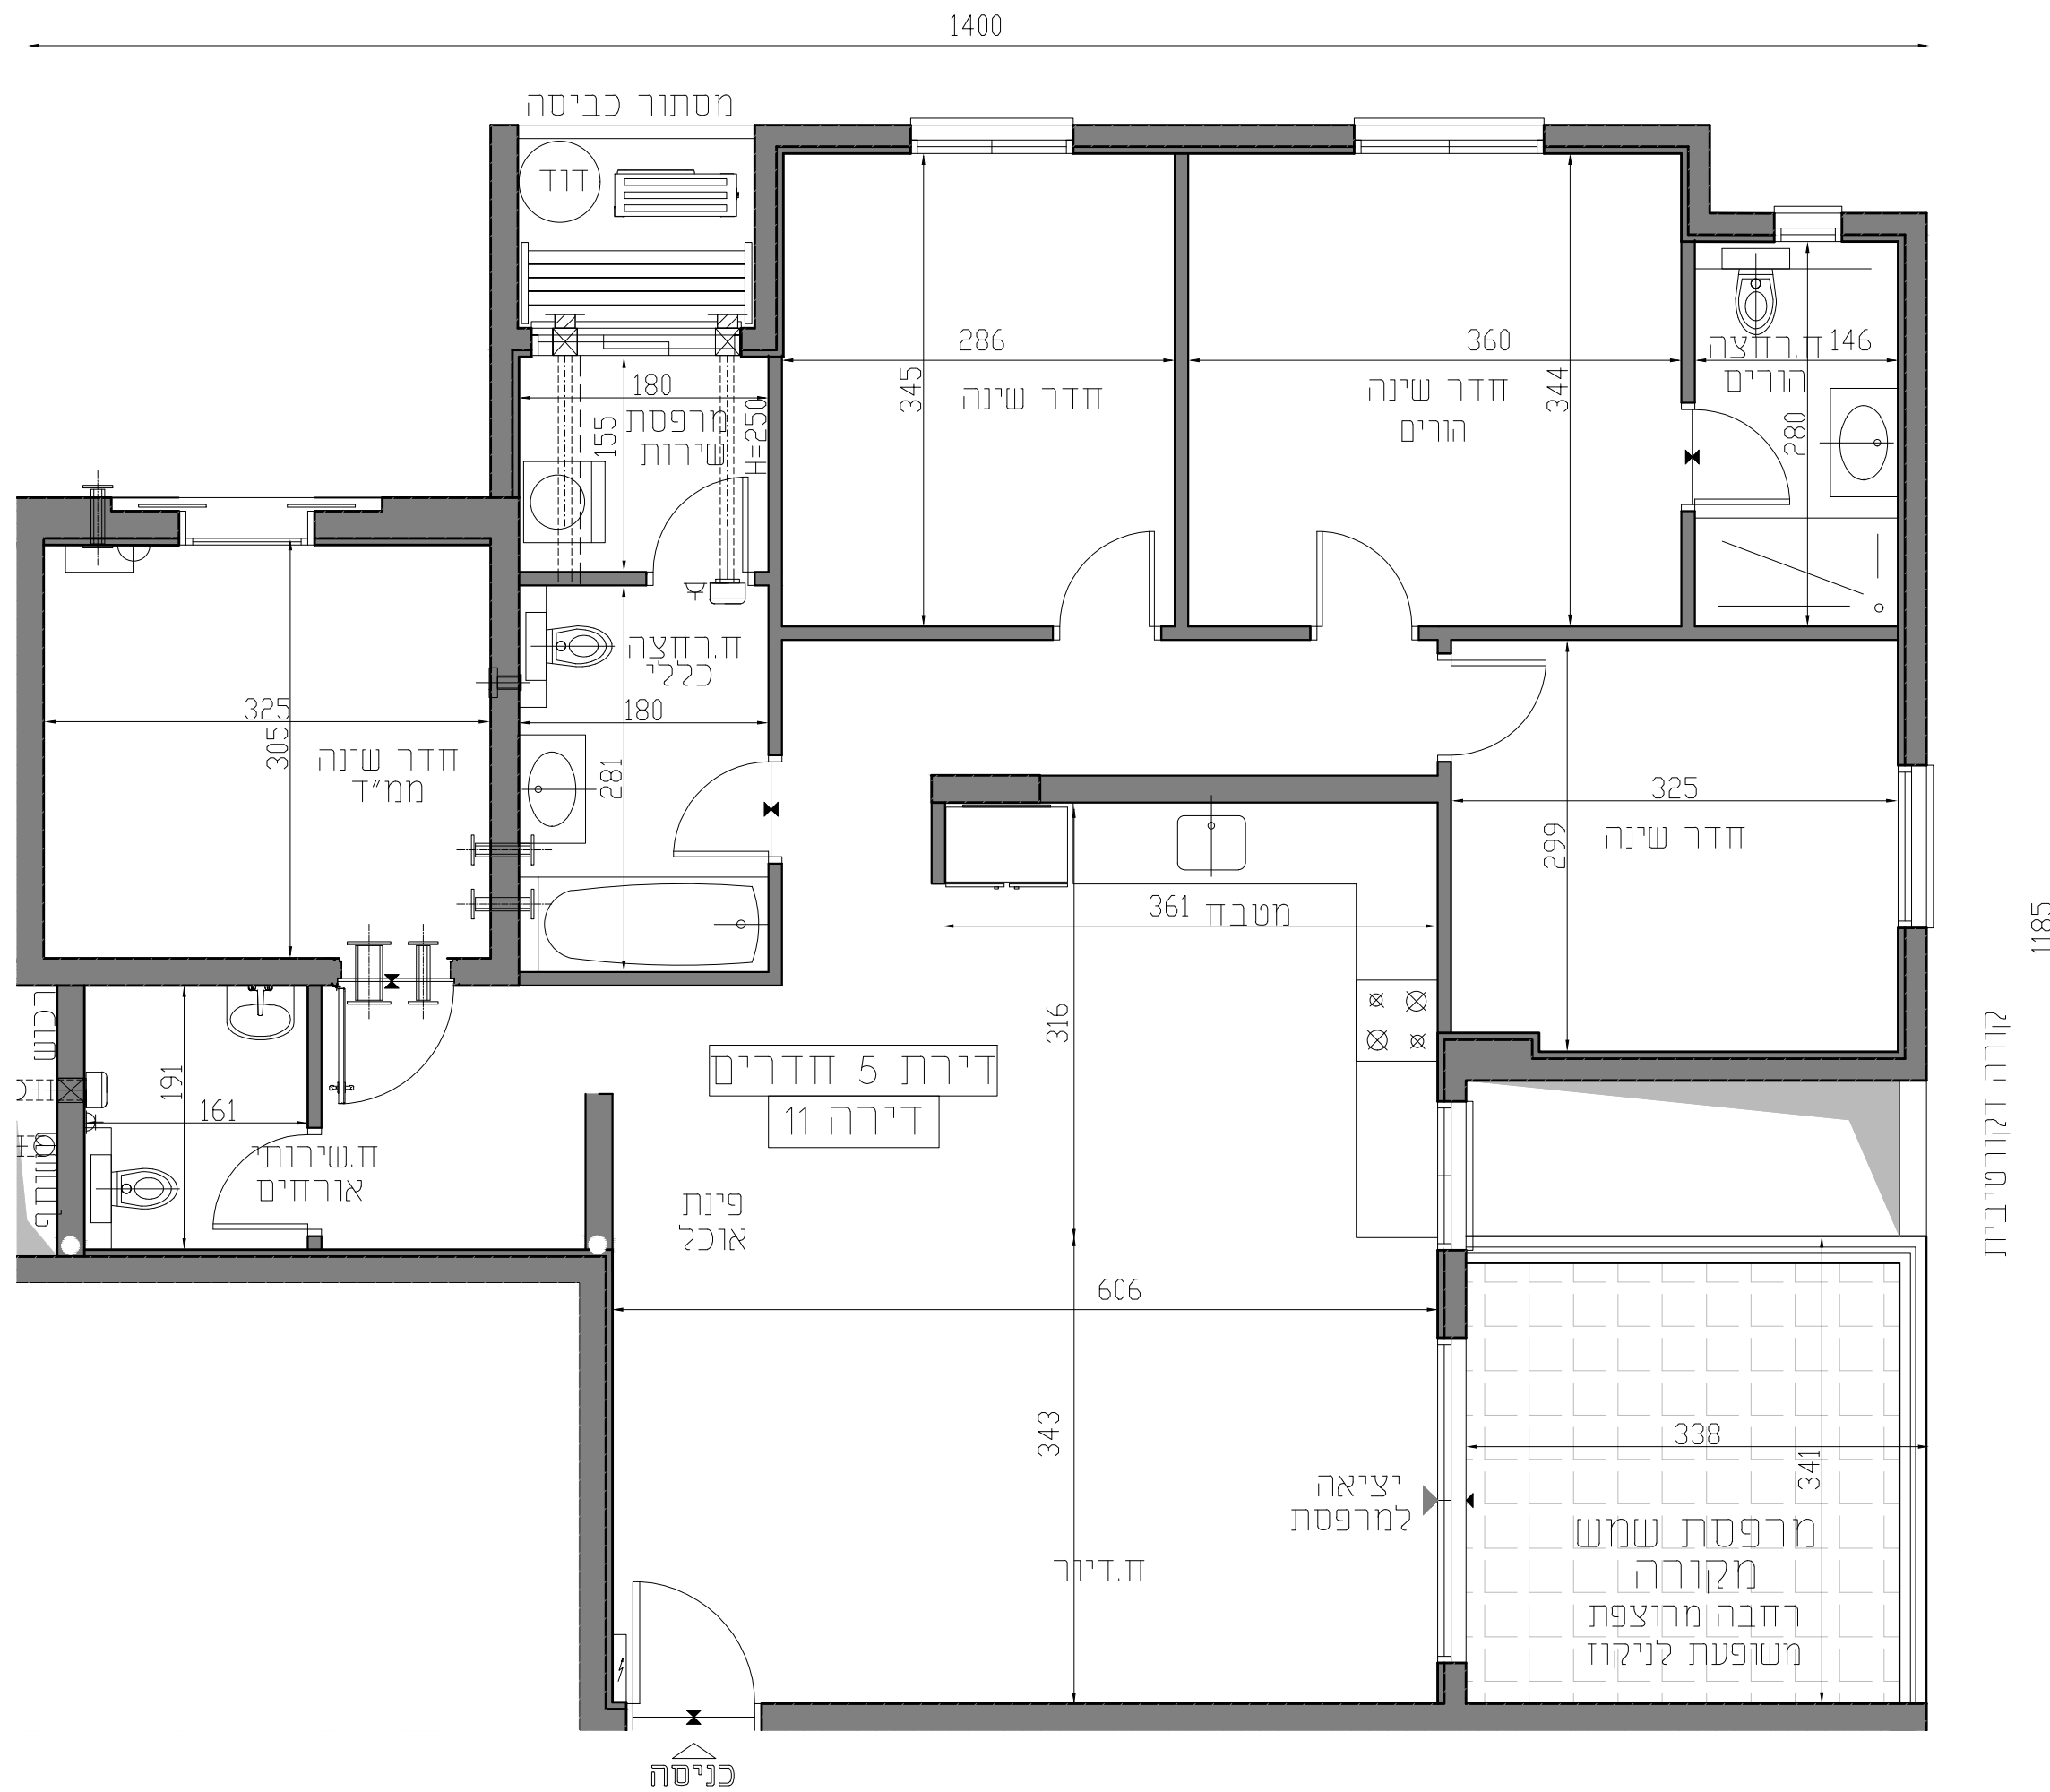 1400
מסתור כביסה
דוד
286
345
חדר שינה
360
344
חדר שינה
הורים
ח.רחצה
הורים
146
280
180
155
H=250
מרפסת
שירות
ח.רחצה
כללי
180
281
325
305
חדר שינה
ממ״ד
325
299
חדר שינה
361
מטבח
316
1185
קורה דקורטיבית
רכוש
משותף
191
161
ח.שירותי
אורחים
דירת 5 חדרים
דירה 11
פינת
אוכל
606
343
יציאה
למרפסת
ח.דיור
338
341
מרפסת שמש
מקורה
רחבה מרוצפת
משופעת לניקוז
כניסה